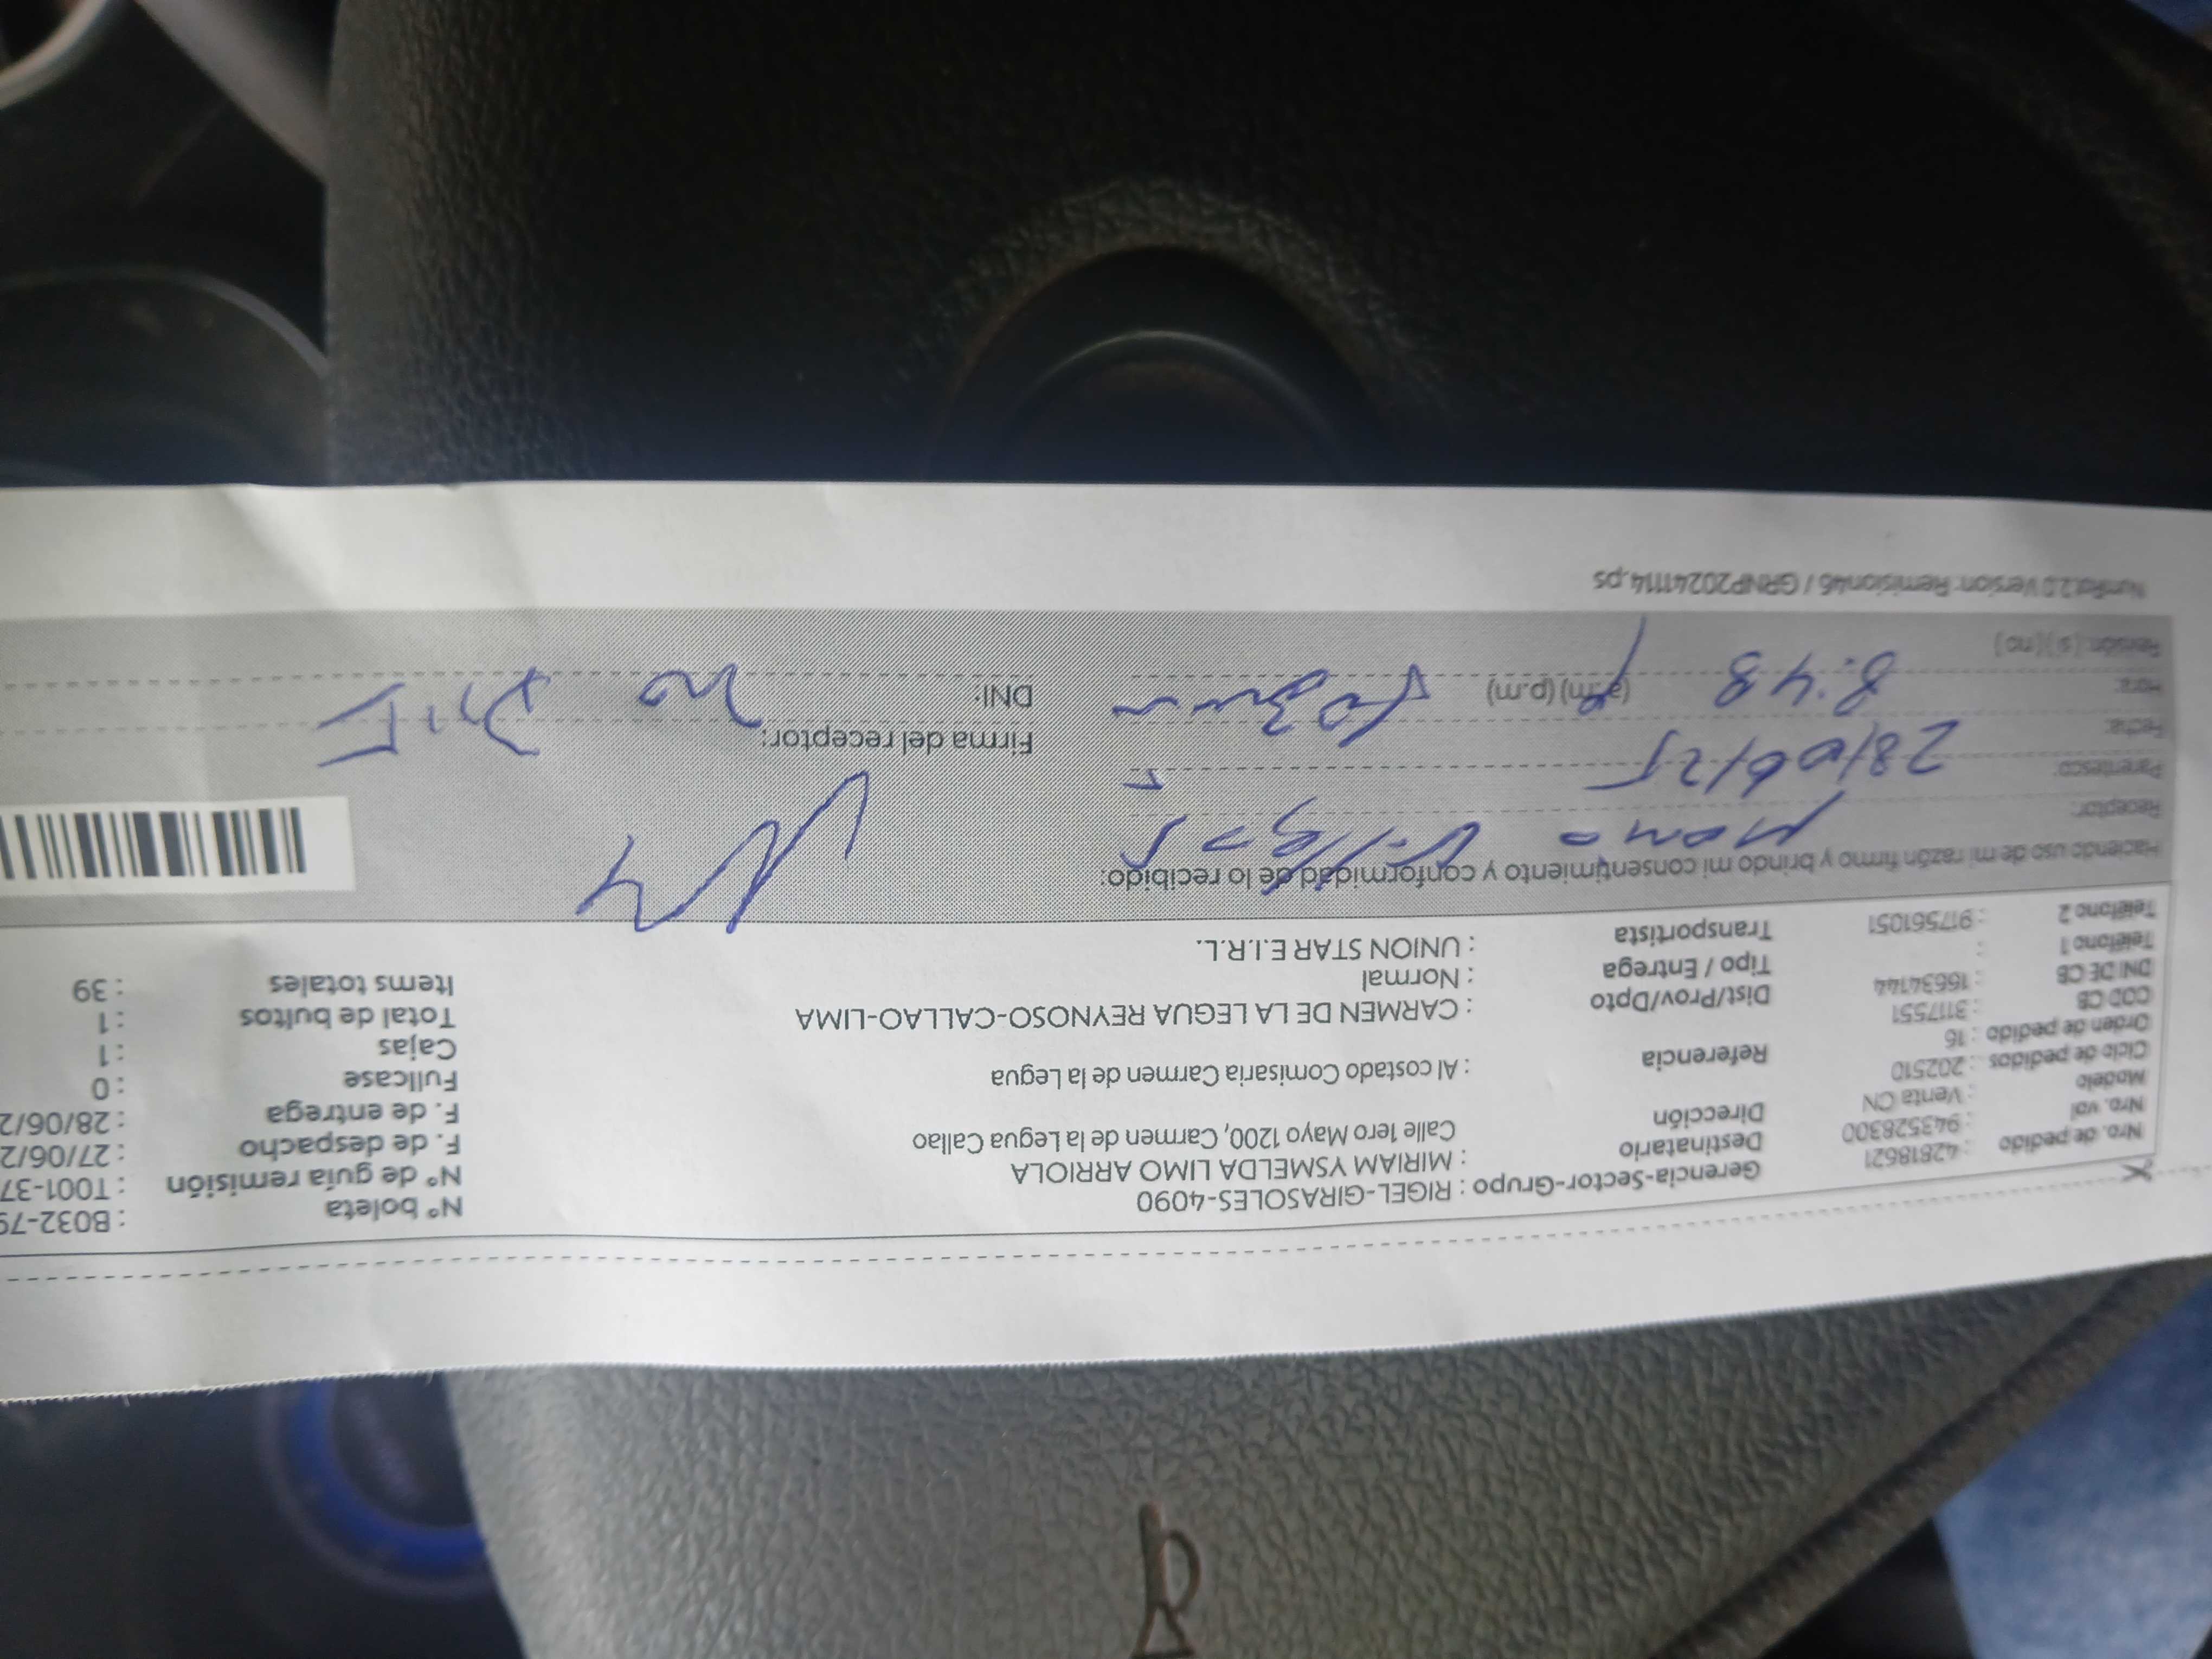 Nº boleta : B032-79
Gerencia-Sector-Grupo : RIGEL-GIRASOLES-4090
Nº de guía remisión : T001-37
Nro. de pedido : 42818621
Destinatario : MIRIAM YSMELDA LIMO ARRIOLA
F. de despacho : 27/06/2
Nro. vol : 943528300
Dirección Calle 1ero Mayo 1200, Carmen de la Legua Callao
F. de entrega : 28/06/2
Modelo : Venta CN
Fullcase : 0
Ciclo de pedidos : 202510
Referencia : Al costado Comisaria Carmen de la Legua
Cajas : 1
Orden de pedido : 16
Total de bultos : 1
COD CB : 3117551
Dist/Prov/Dpto : CARMEN DE LA LEGUA REYNOSO-CALLAO-LIMA
Items totales : 39
DNI DE CB : 16634144
Tipo / Entrega : Normal
Teléfono 1 :
Transportista : UNION STAR E.I.R.L.
Teléfono 2 : 917561051
Haciendo uso de mi razón firmo y brindo mi consentimiento y conformidad de lo recibido:
Receptor:
Parentesco:
Fecha: 28/06/25
Firma del receptor:
Hora: 8:48 (a.m) (p.m)
DNI: no
Revisión: (si) (no)
NunRd.2.0 Version: Remision46 / GRNP20241114.ps